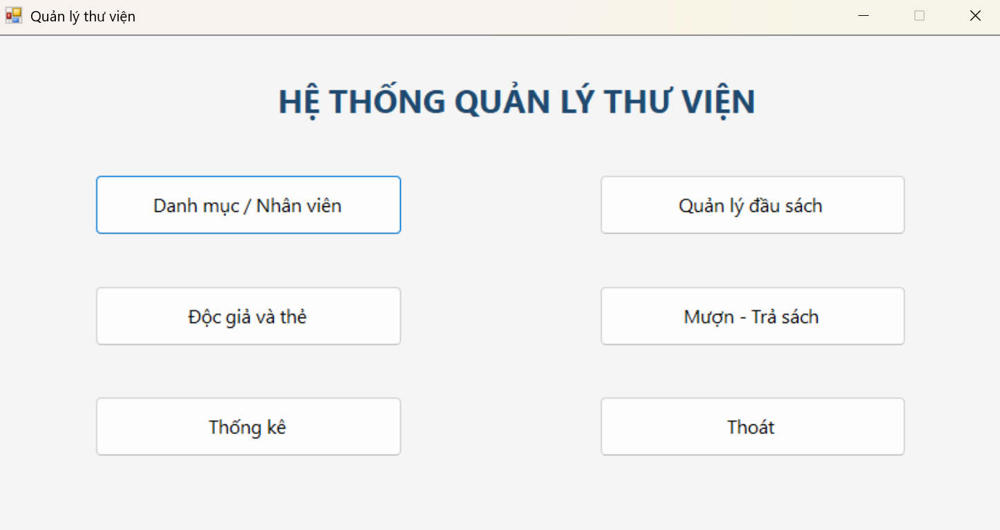 Quản lý thư viện
HỆ THỐNG QUẢN LÝ THƯ VIỆN
Danh mục / Nhân viên
Quản lý đầu sách
Độc giả và thẻ
Mượn - Trả sách
Thống kê
Thoát